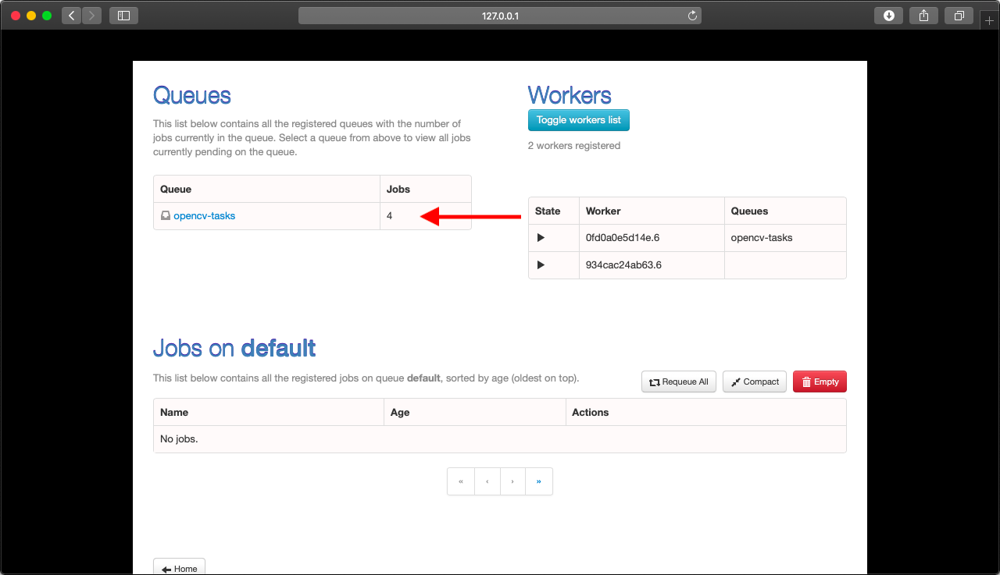 127.0.0.1
Queues
This list below contains all the registered queues with the number of
jobs currently in the queue. Select a queue from above to view all jobs
currently pending on the queue.
Queue Jobs
opencv-tasks 4
Workers
Toggle workers list
2 workers registered
State Worker Queues
0fd0a0e5d14e.6 opencv-tasks
934cac24ab63.6
Jobs on default
This list below contains all the registered jobs on queue default, sorted by age (oldest on top).
Requeue All Compact Empty
Name Age Actions
No jobs.
« ‹ › »
Home